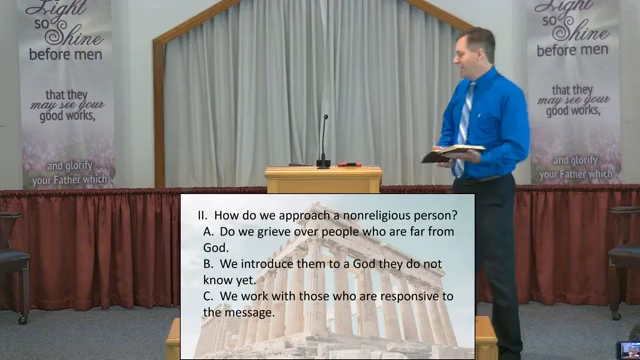 Light
so
Shine
before men
that they
may see your
good works,
and glorify
your Father which
Light
so
Shine
before men
that they
may see your
good works,
and glorify
your Father which
II. How do we approach a nonreligious person?
A. Do we grieve over people who are far from
God.
B. We introduce them to a God they do not
know yet.
C. We work with those who are responsive to
the message.